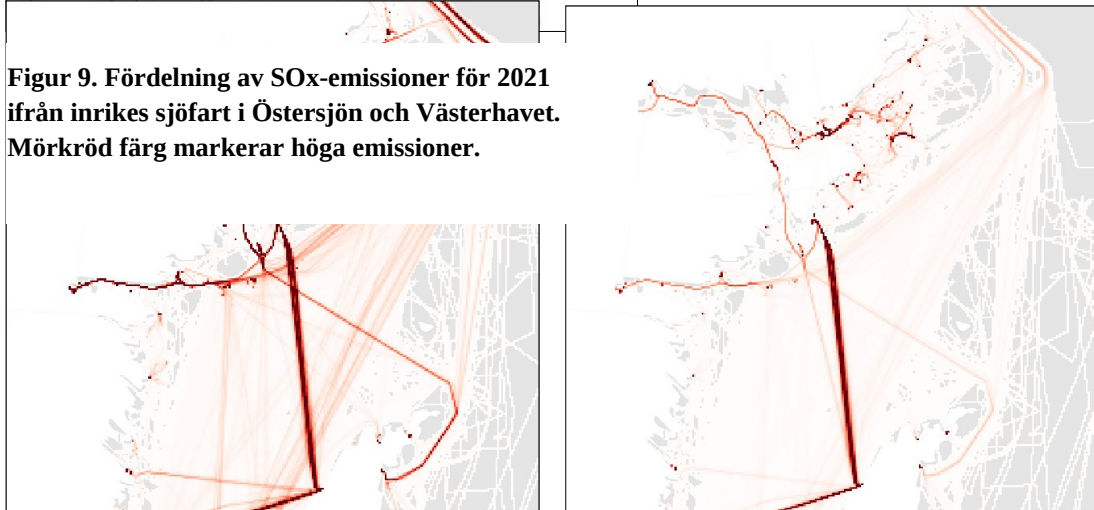 Figur 9. Fördelning av SOx-emissioner för 2021
ifrån inrikes sjöfart i Östersjön och Västerhavet.
Mörkröd färg markerar höga emissioner.